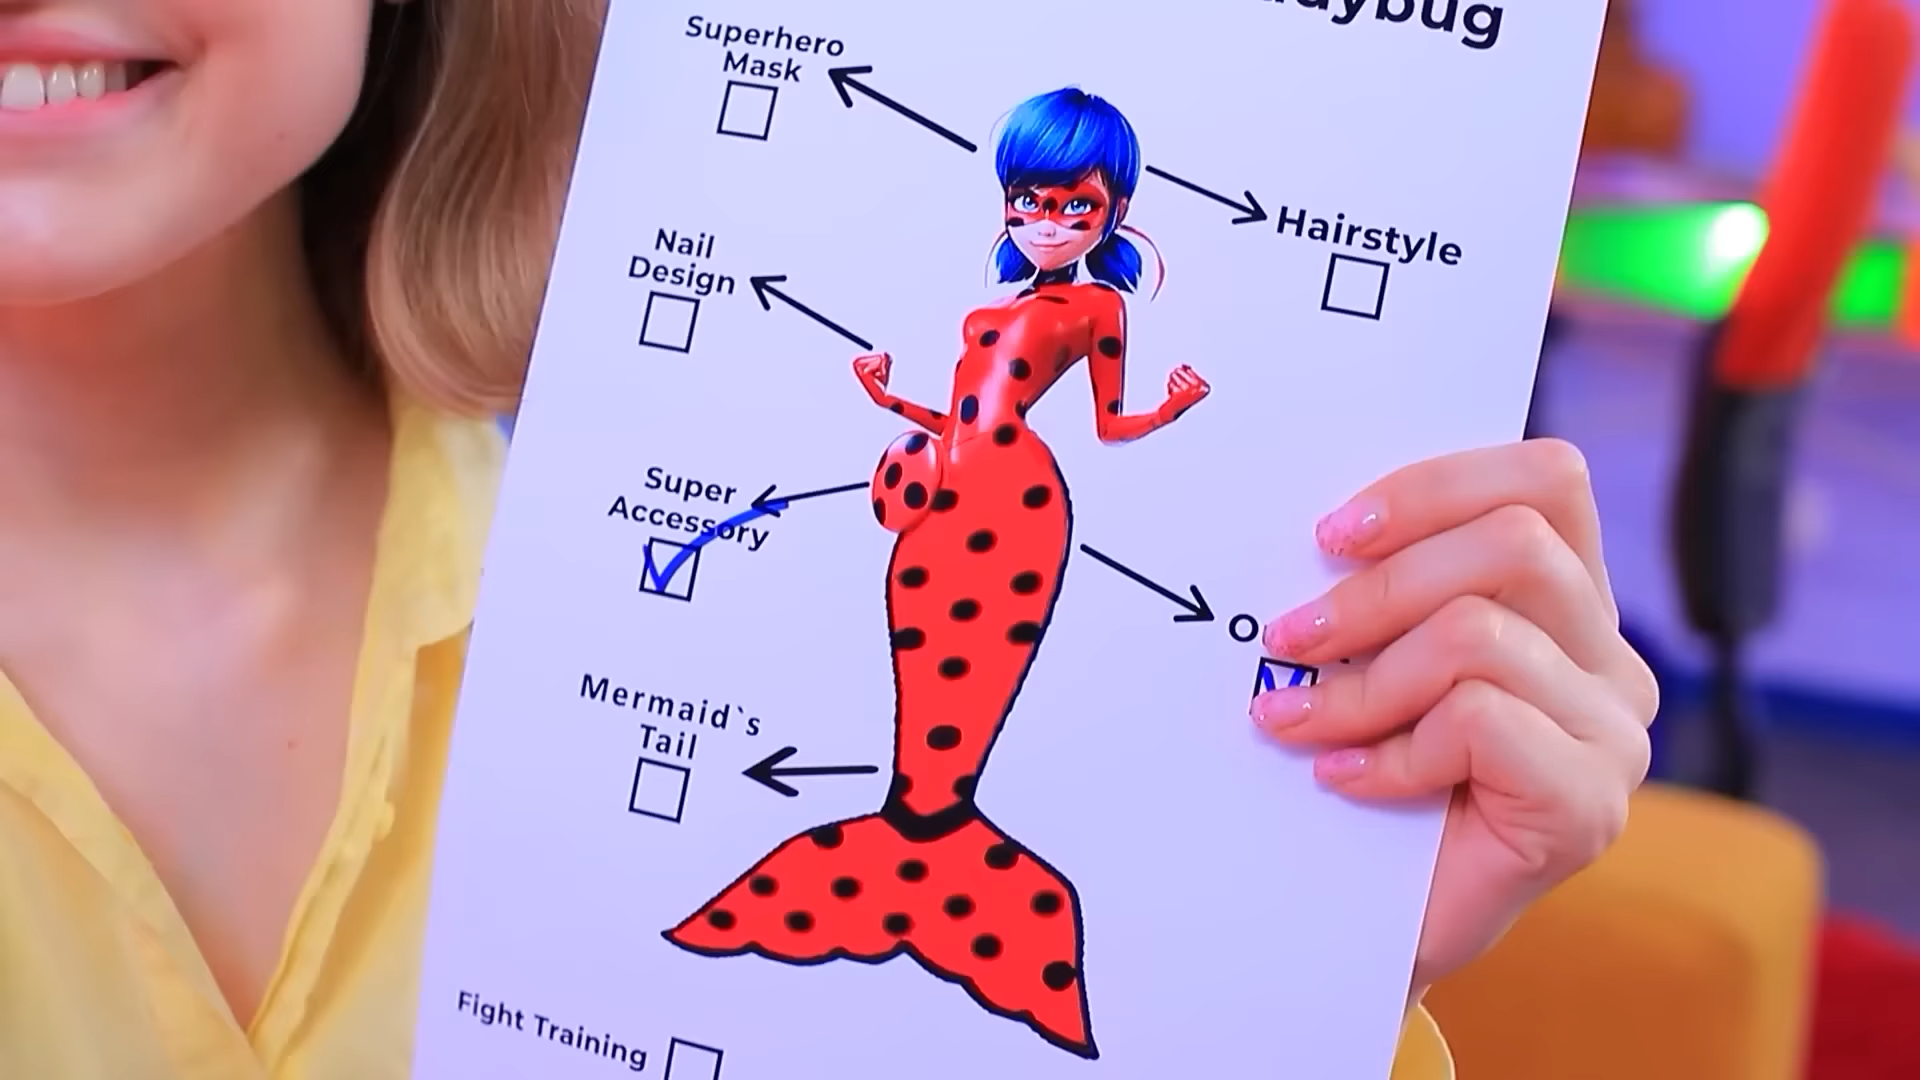 Superhero
Mask
Hairstyle
Nail
Design
Super
Accessory
Mermaid`s
Tail
Fight Training